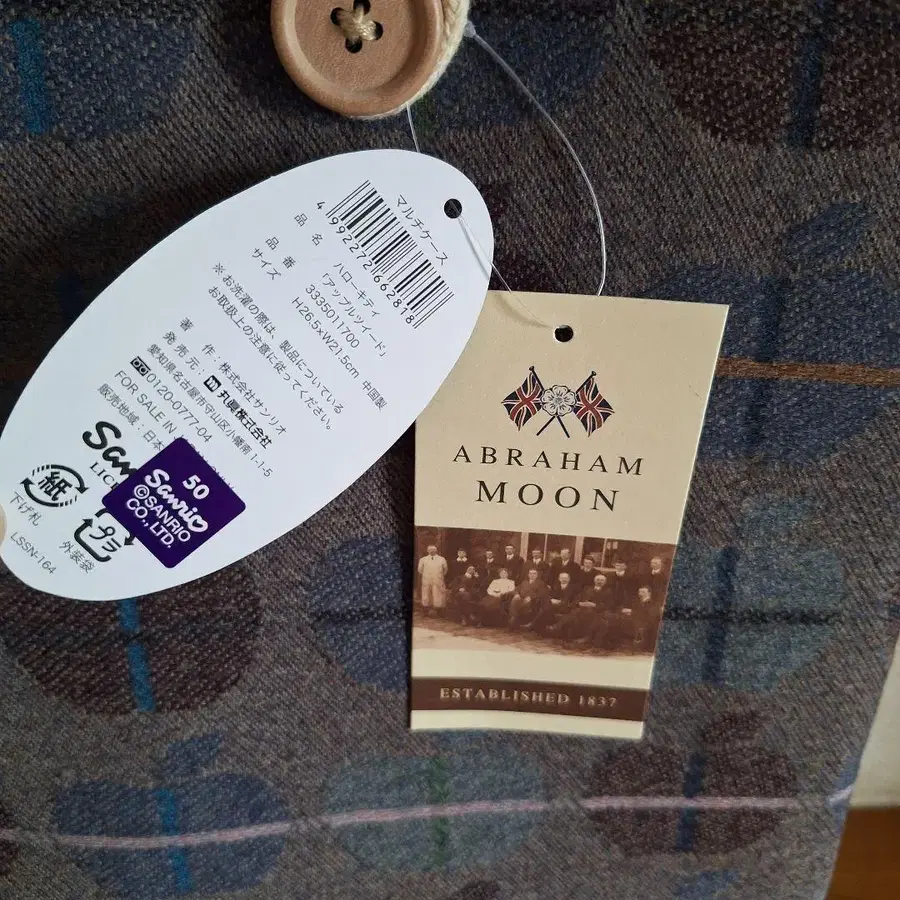 マルチケース
4 992272 662818
品 名 ハローキティ
「アップルツイード」
品 番 3335011700
サイズ H26.5×W21.5cm 中国製
※お洗濯の際は、製品についている
お取扱上の注意に従ってください。
著 作:株式会社サンリオ
発 売 元: 丸眞株式会社
愛知県名古屋市守山区小幡南1-1-5
0120-0777-04
FOR SALE IN
販売地域:日本
50
Sanrio
©SANRIO
CO.,LTD.
紙
下げ札
プラ
外装袋
LSSN-164
ABRAHAM
MOON
ESTABLISHED 1837